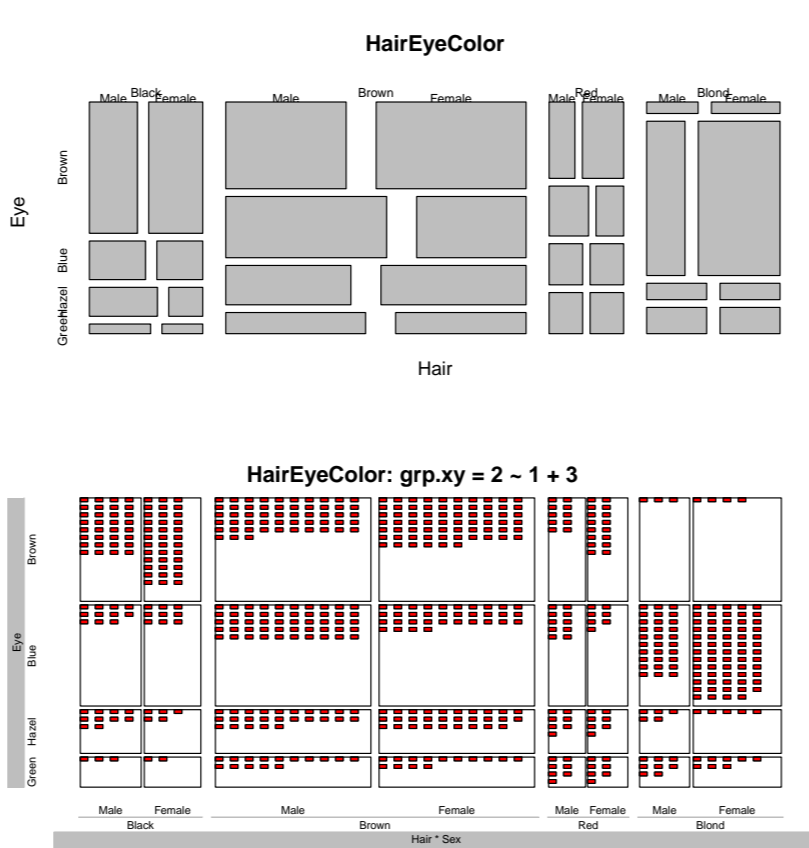 HairEyeColor
Black Brown Red Blond
Male Female Male Female Male Female Male Female
Eye
Brown
Blue
Hazel
Green
Hair
HairEyeColor: grp.xy = 2 ~ 1 + 3
Eye
Brown
Blue
Hazel
Green
Male Female Male Female Male Female Male Female
Black Brown Red Blond
Hair * Sex